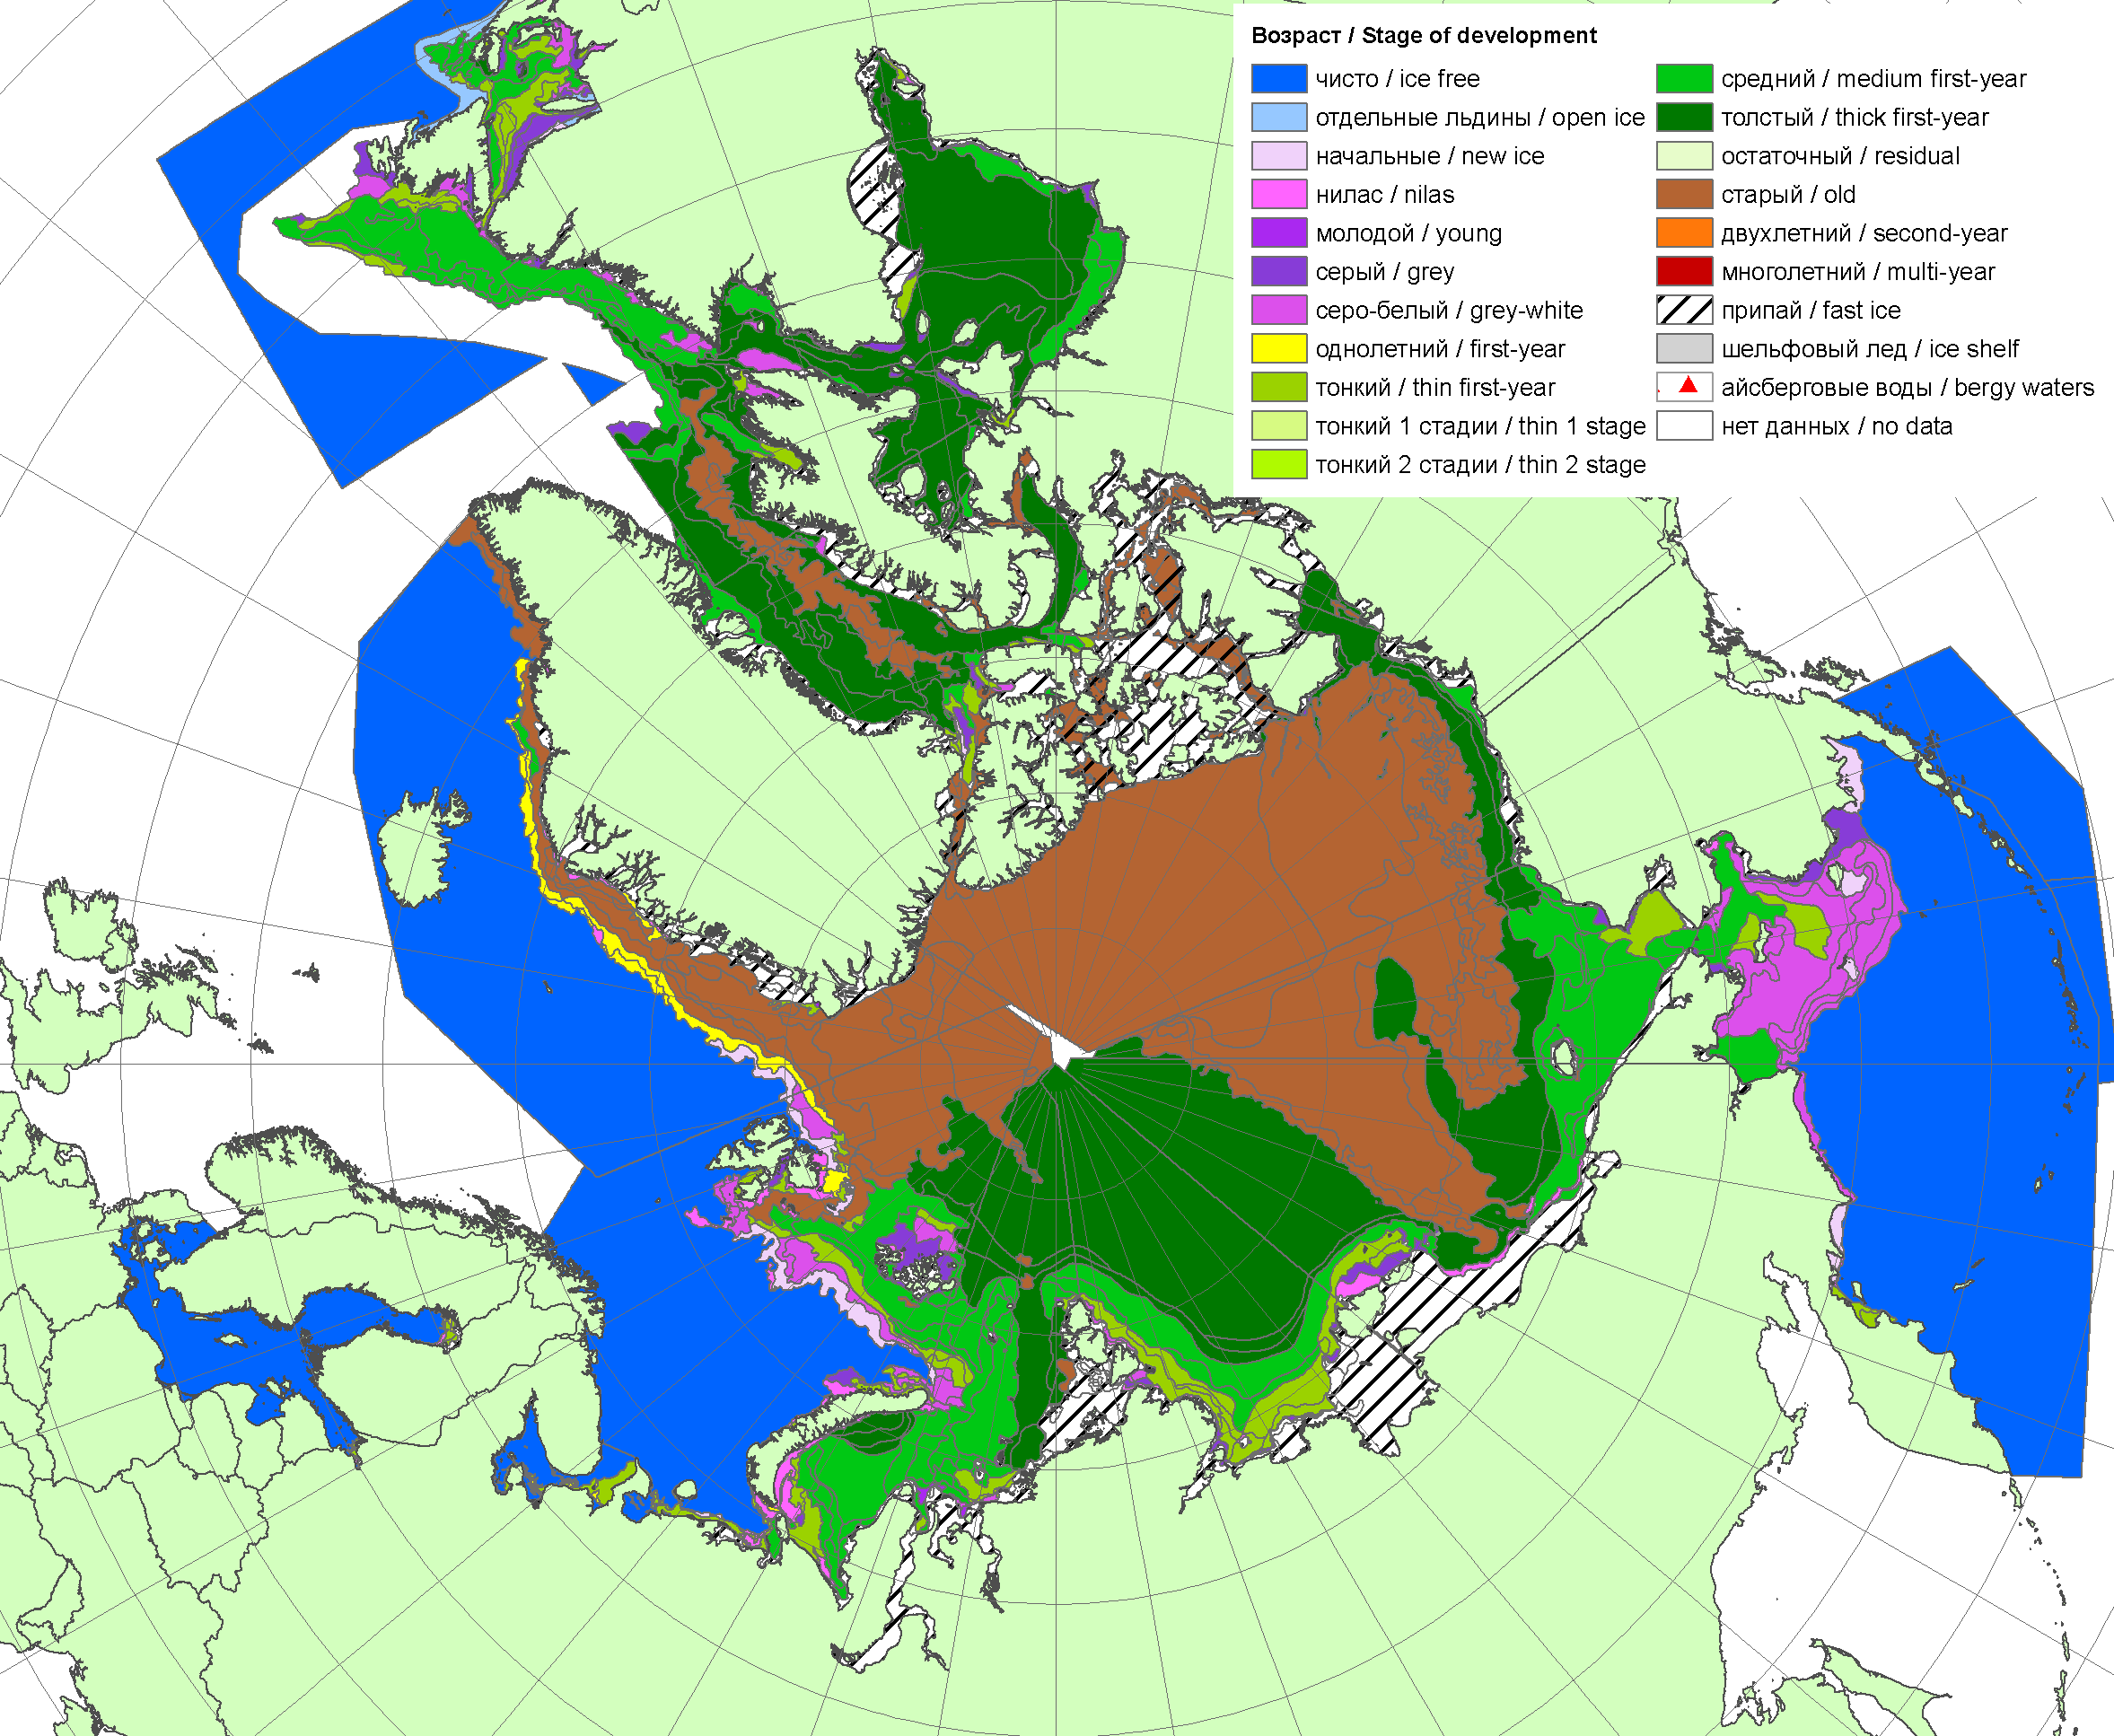 Возраст / Stage of development
чисто / ice free
отдельные льдины / open ice
начальные / new ice
нилас / nilas
молодой / young
серый / grey
серо-белый / grey-white
однолетний / first-year
тонкий / thin first-year
тонкий 1 стадии / thin 1 stage
тонкий 2 стадии / thin 2 stage
средний / medium first-year
толстый / thick first-year
остаточный / residual
старый / old
двухлетний / second-year
многолетний / multi-year
припай / fast ice
шельфовый лед / ice shelf
айсберговые воды / bergy waters
нет данных / no data